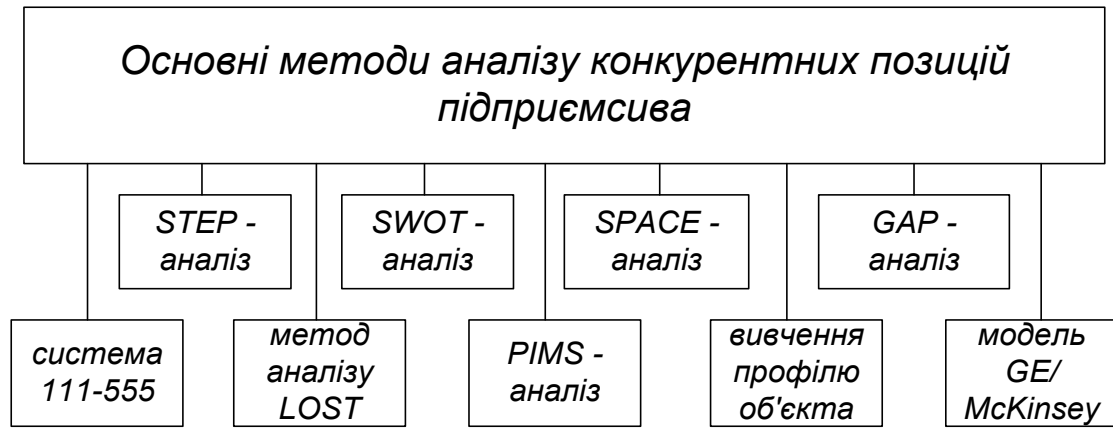 Основні методи аналізу конкурентних позицій
підприємсива
STEP -
аналіз
SWOT -
аналіз
SPACE -
аналіз
GAP -
аналіз
система
111-555
метод
аналізу
LOST
PIMS -
аналіз
вивчення
профілю
об'єкта
модель
GE/
McKinsey